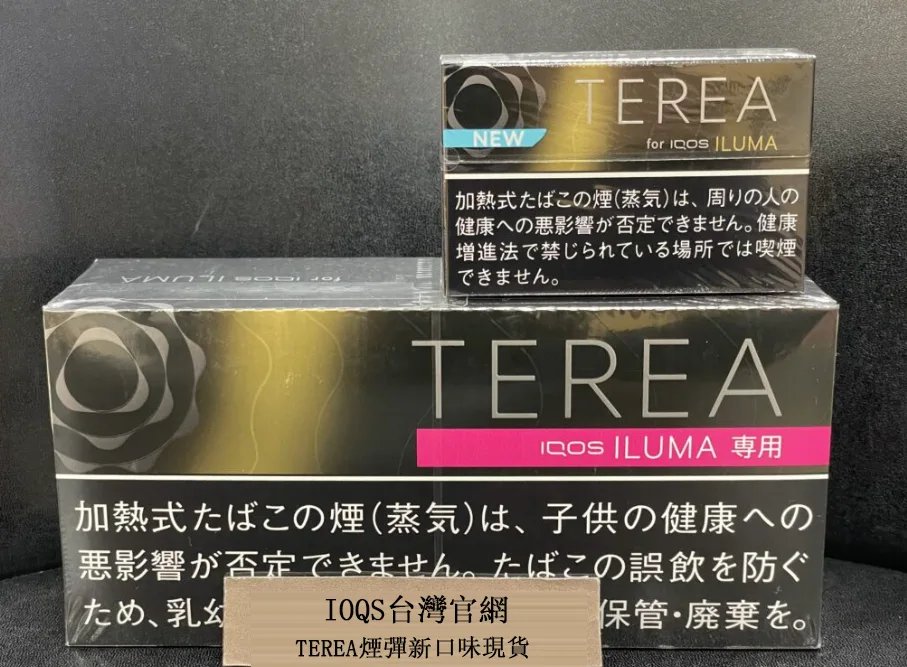 TEREA
NEW
for IQOS ILUMA
加熱式たばこの煙(蒸気)は、周りの人の
健康への悪影響が否定できません。健康
増進法で禁じられている場所では喫煙
できません。
for IQOS ILUMA
TEREA
IQOS ILUMA 専用
加熱式たばこの煙(蒸気)は、子供の健康への
悪影響が否定できません。たばこの誤飲を防ぐ
ため、乳幼
保管・廃棄を。
IOQS台灣官網
TEREA煙彈新口味現貨